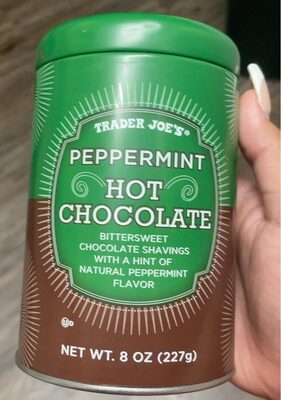 TRADER JOE'S®
PEPPERMINT
HOT
CHOCOLATE
BITTERSWEET
CHOCOLATE SHAVINGS
WITH A HINT OF
NATURAL PEPPERMINT
FLAVOR
NET WT. 8 OZ (227g)